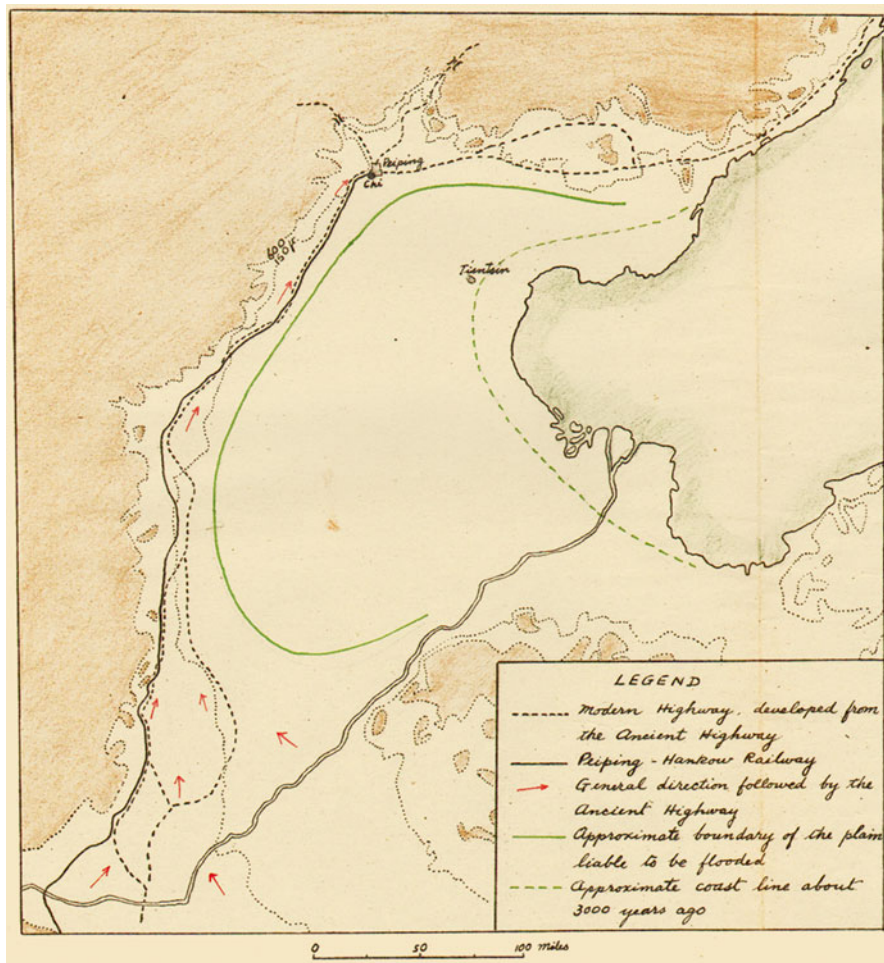 Peiping
Chi
600
150 f.
Tientsin
LEGEND
Modern Highway, developed from
the Ancient Highway
Peiping - Hankow Railway
General direction followed by the
Ancient Highway
Approximate boundary of the plain
liable to be flooded
Approximate coast line about
3000 years ago
0 50 100 miles